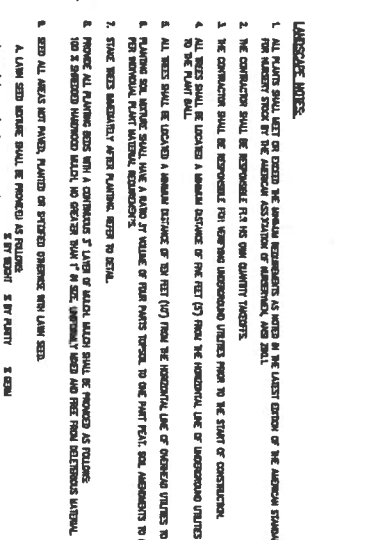 LANDSCAPE NOTES:
1. ALL PLANTS SHALL MEET OR EXCEED THE MINIMUM REQUIREMENTS AS NOTED IN THE LATEST EDITION OF THE AMERICAN STANDA
FOR NURSERY STOCK BY THE AMERICAN ASSOCIATION OF NURSERYMEN, AND
2. THE CONTRACTOR SHALL BE RESPONSIBLE FOR HIS OWN QUANTITY TAKEOFFS.
3. THE CONTRACTOR SHALL BE RESPONSIBLE FOR VERIFYING UNDERGROUND UTILITIES PRIOR TO THE START OF CONSTRUCTION.
4. ALL TREES SHALL BE LOCATED A MINIMUM DISTANCE OF FIVE FEET (5') FROM THE HORIZONTAL LINE OF UNDERGROUND UTILITIES
TO THE PLANT BALL.
5. ALL TREES SHALL BE LOCATED A MINIMUM DISTANCE OF TEN FEET (10') FROM THE HORIZONTAL LINE OF OVERHEAD UTILITIES TO
6. PLANTING SOIL MIXTURE SHALL HAVE A RATIO BY VOLUME OF FOUR PARTS TOPSOIL TO ONE PART PEAT. SOIL AMENDMENTS TO
PER INDIVIDUAL PLANT MATERIAL REQUIREMENTS.
7. STAKE TREES IMMEDIATELY AFTER PLANTING. REFER TO DETAIL.
8. PROVIDE ALL PLANTING BEDS WITH A CONTINUOUS 3" LAYER OF MULCH. MULCH SHALL BE PROVIDED AS FOLLOWS:
100 % SHREDDED HARDWOOD MULCH, NO GREATER THAN 1" IN SIZE, UNIFORMLY MIXED AND FREE FROM DELETERIOUS MATERIAL.
SEED ALL AREAS NOT PAVED, PLANTED OR SPECIFIED OTHERWISE WITH LAWN SEED.
A. LAWN SEED MIXTURE SHALL BE PROVIDED AS FOLLOWS:
% BY WEIGHT % BY PURITY % GERM